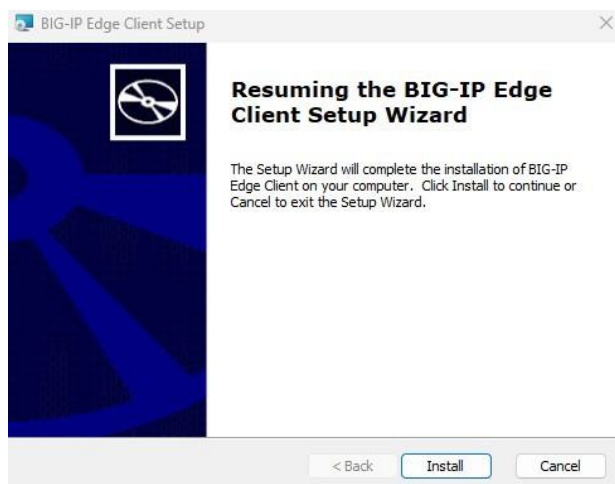 BIG-IP Edge Client Setup
Resuming the BIG-IP Edge
Client Setup Wizard
The Setup Wizard will complete the installation of BIG-IP
Edge Client on your computer. Click Install to continue or
Cancel to exit the Setup Wizard.
< Back Install Cancel